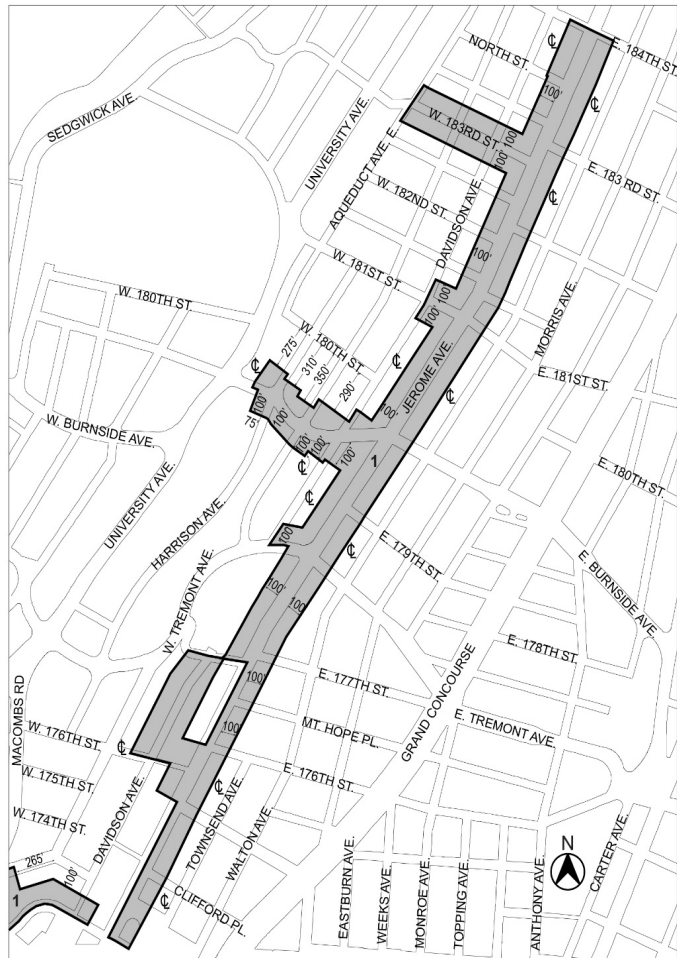 E. 184TH ST.
NORTH ST.
℄
100'
℄
SEDGWICK AVE.
UNIVERSITY AVE.
AQUEDUCT AVE. E.
W. 183RD ST.
100'
100'
E. 183 RD ST.
℄
W. 182ND ST.
DAVIDSON AVE.
100'
W. 181ST ST.
100'
100'
MORRIS AVE.
W. 180TH ST.
W. 180TH ST.
℄
275'
310'
350'
290'
℄
JEROME AVE.
℄
E. 181ST ST.
100'
100'
75'
100'
100'
100'
100'
℄
1
W. BURNSIDE AVE.
UNIVERSITY AVE.
E. 180TH ST.
℄
HARRISON AVE.
100'
℄
E. 179TH ST.
E. BURNSIDE AVE.
W. TREMONT AVE.
100'
100'
E. 178TH ST.
E. 177TH ST.
100'
GRAND CONCOURSE
MACOMBS RD
W. 176TH ST.
℄
100'
MT. HOPE PL.
E. TREMONT AVE.
W. 175TH ST.
W. 174TH ST.
DAVIDSON AVE.
℄
TOWNSEND AVE.
E. 176TH ST.
WALTON AVE.
265'
100'
1
℄
CLIFFORD PL.
EASTBURN AVE.
WEEKS AVE.
MONROE AVE.
TOPPING AVE.
ANTHONY AVE.
N
CARTER AVE.